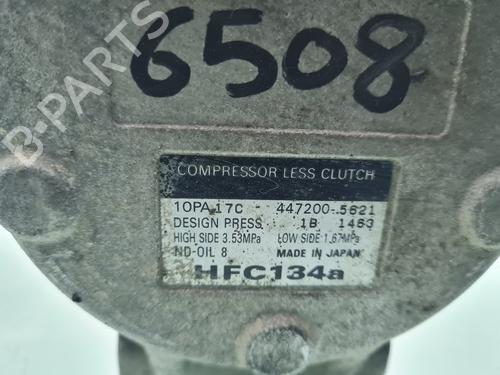 B-PARTS
6508
COMPRESSOR LESS CLUTCH
10PA17C 447200-5621
DESIGN PRESS 1B 1463
HIGH SIDE 3.53MPa LOW SIDE 1.67MPa
ND-OIL 8 MADE IN JAPAN
HFC134a